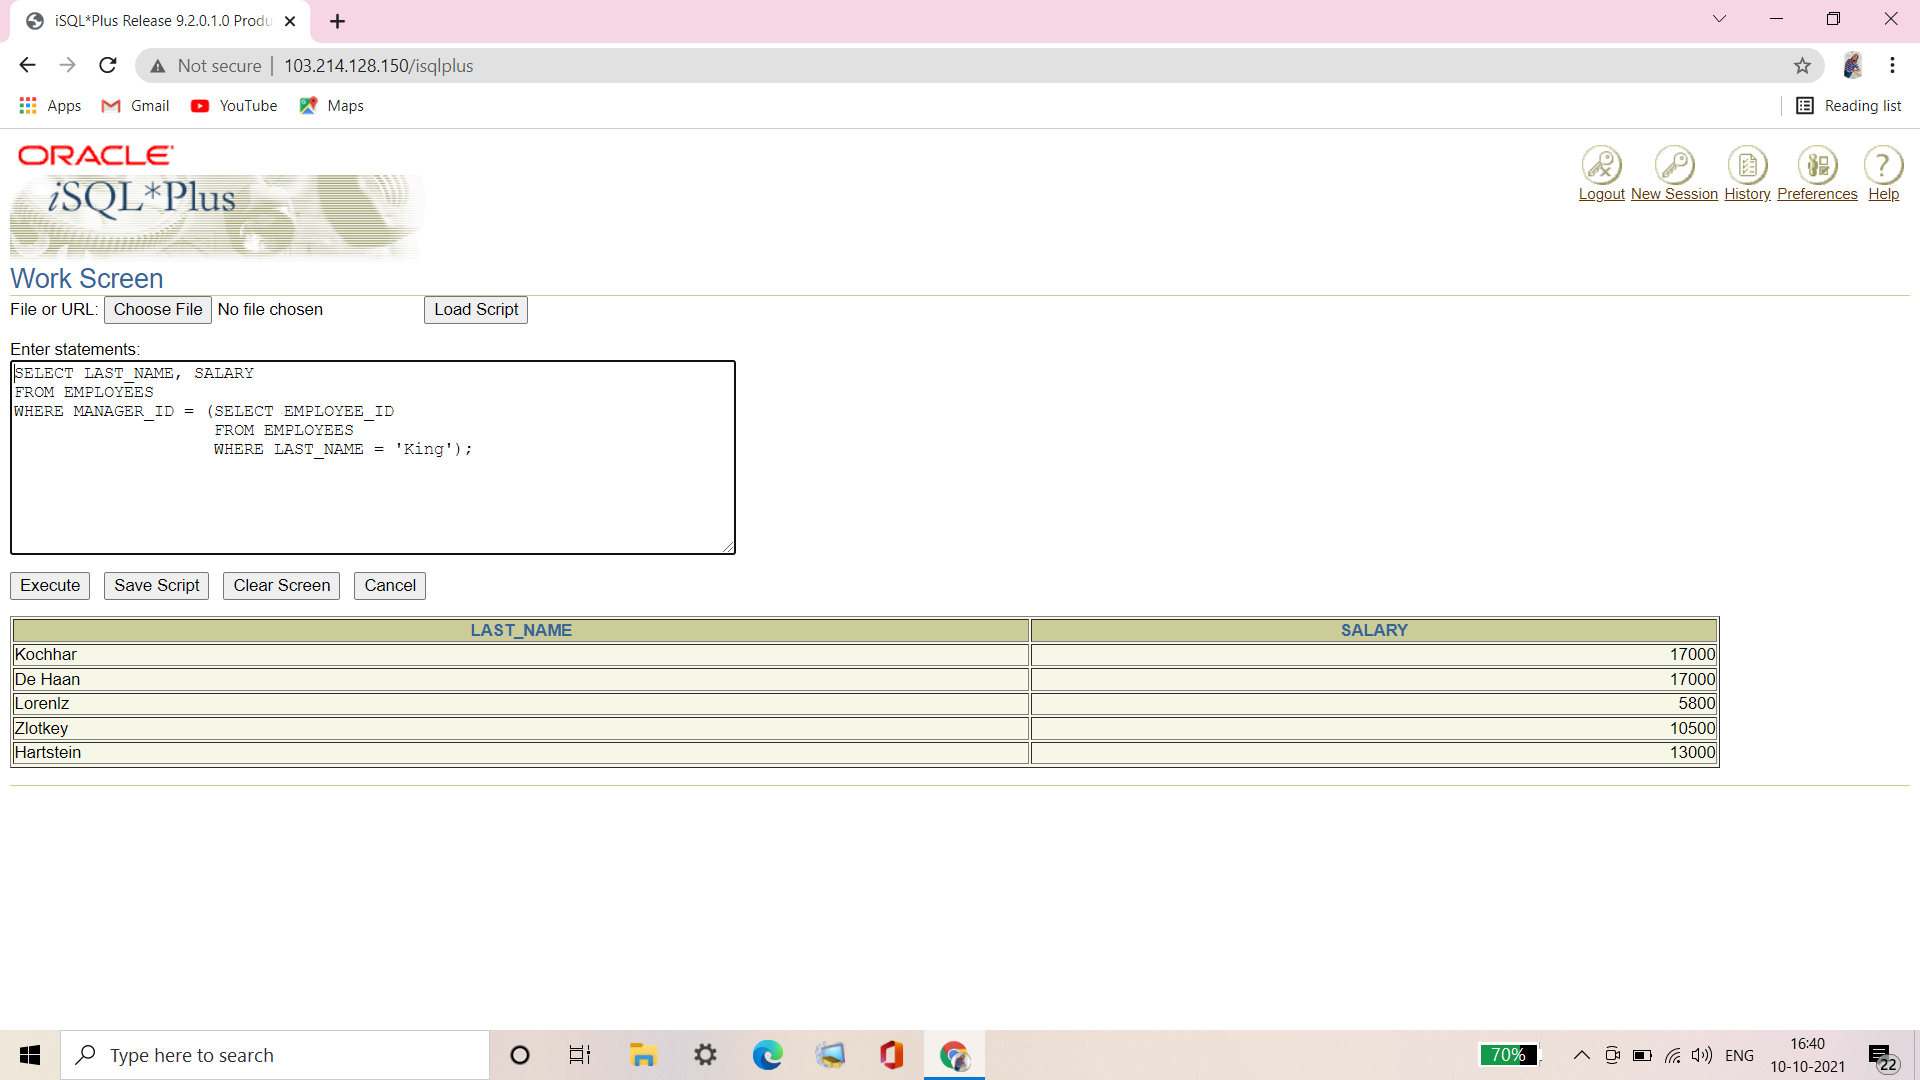 iSQL*Plus Release 9.2.0.1.0 Produ
Not secure | 103.214.128.150/isqlplus
Apps Gmail YouTube Maps Reading list
ORACLE
iSQL*Plus
Logout New Session History Preferences Help
Work Screen
File or URL: Choose File No file chosen Load Script
Enter statements:
SELECT LAST_NAME, SALARY
FROM EMPLOYEES
WHERE MANAGER_ID = (SELECT EMPLOYEE_ID
FROM EMPLOYEES
WHERE LAST_NAME = 'King');
Execute Save Script Clear Screen Cancel
LAST_NAME SALARY
Kochhar 17000
De Haan 17000
Lorenlz 5800
Zlotkey 10500
Hartstein 13000
Type here to search 70% ENG 16:40
10-10-2021 22